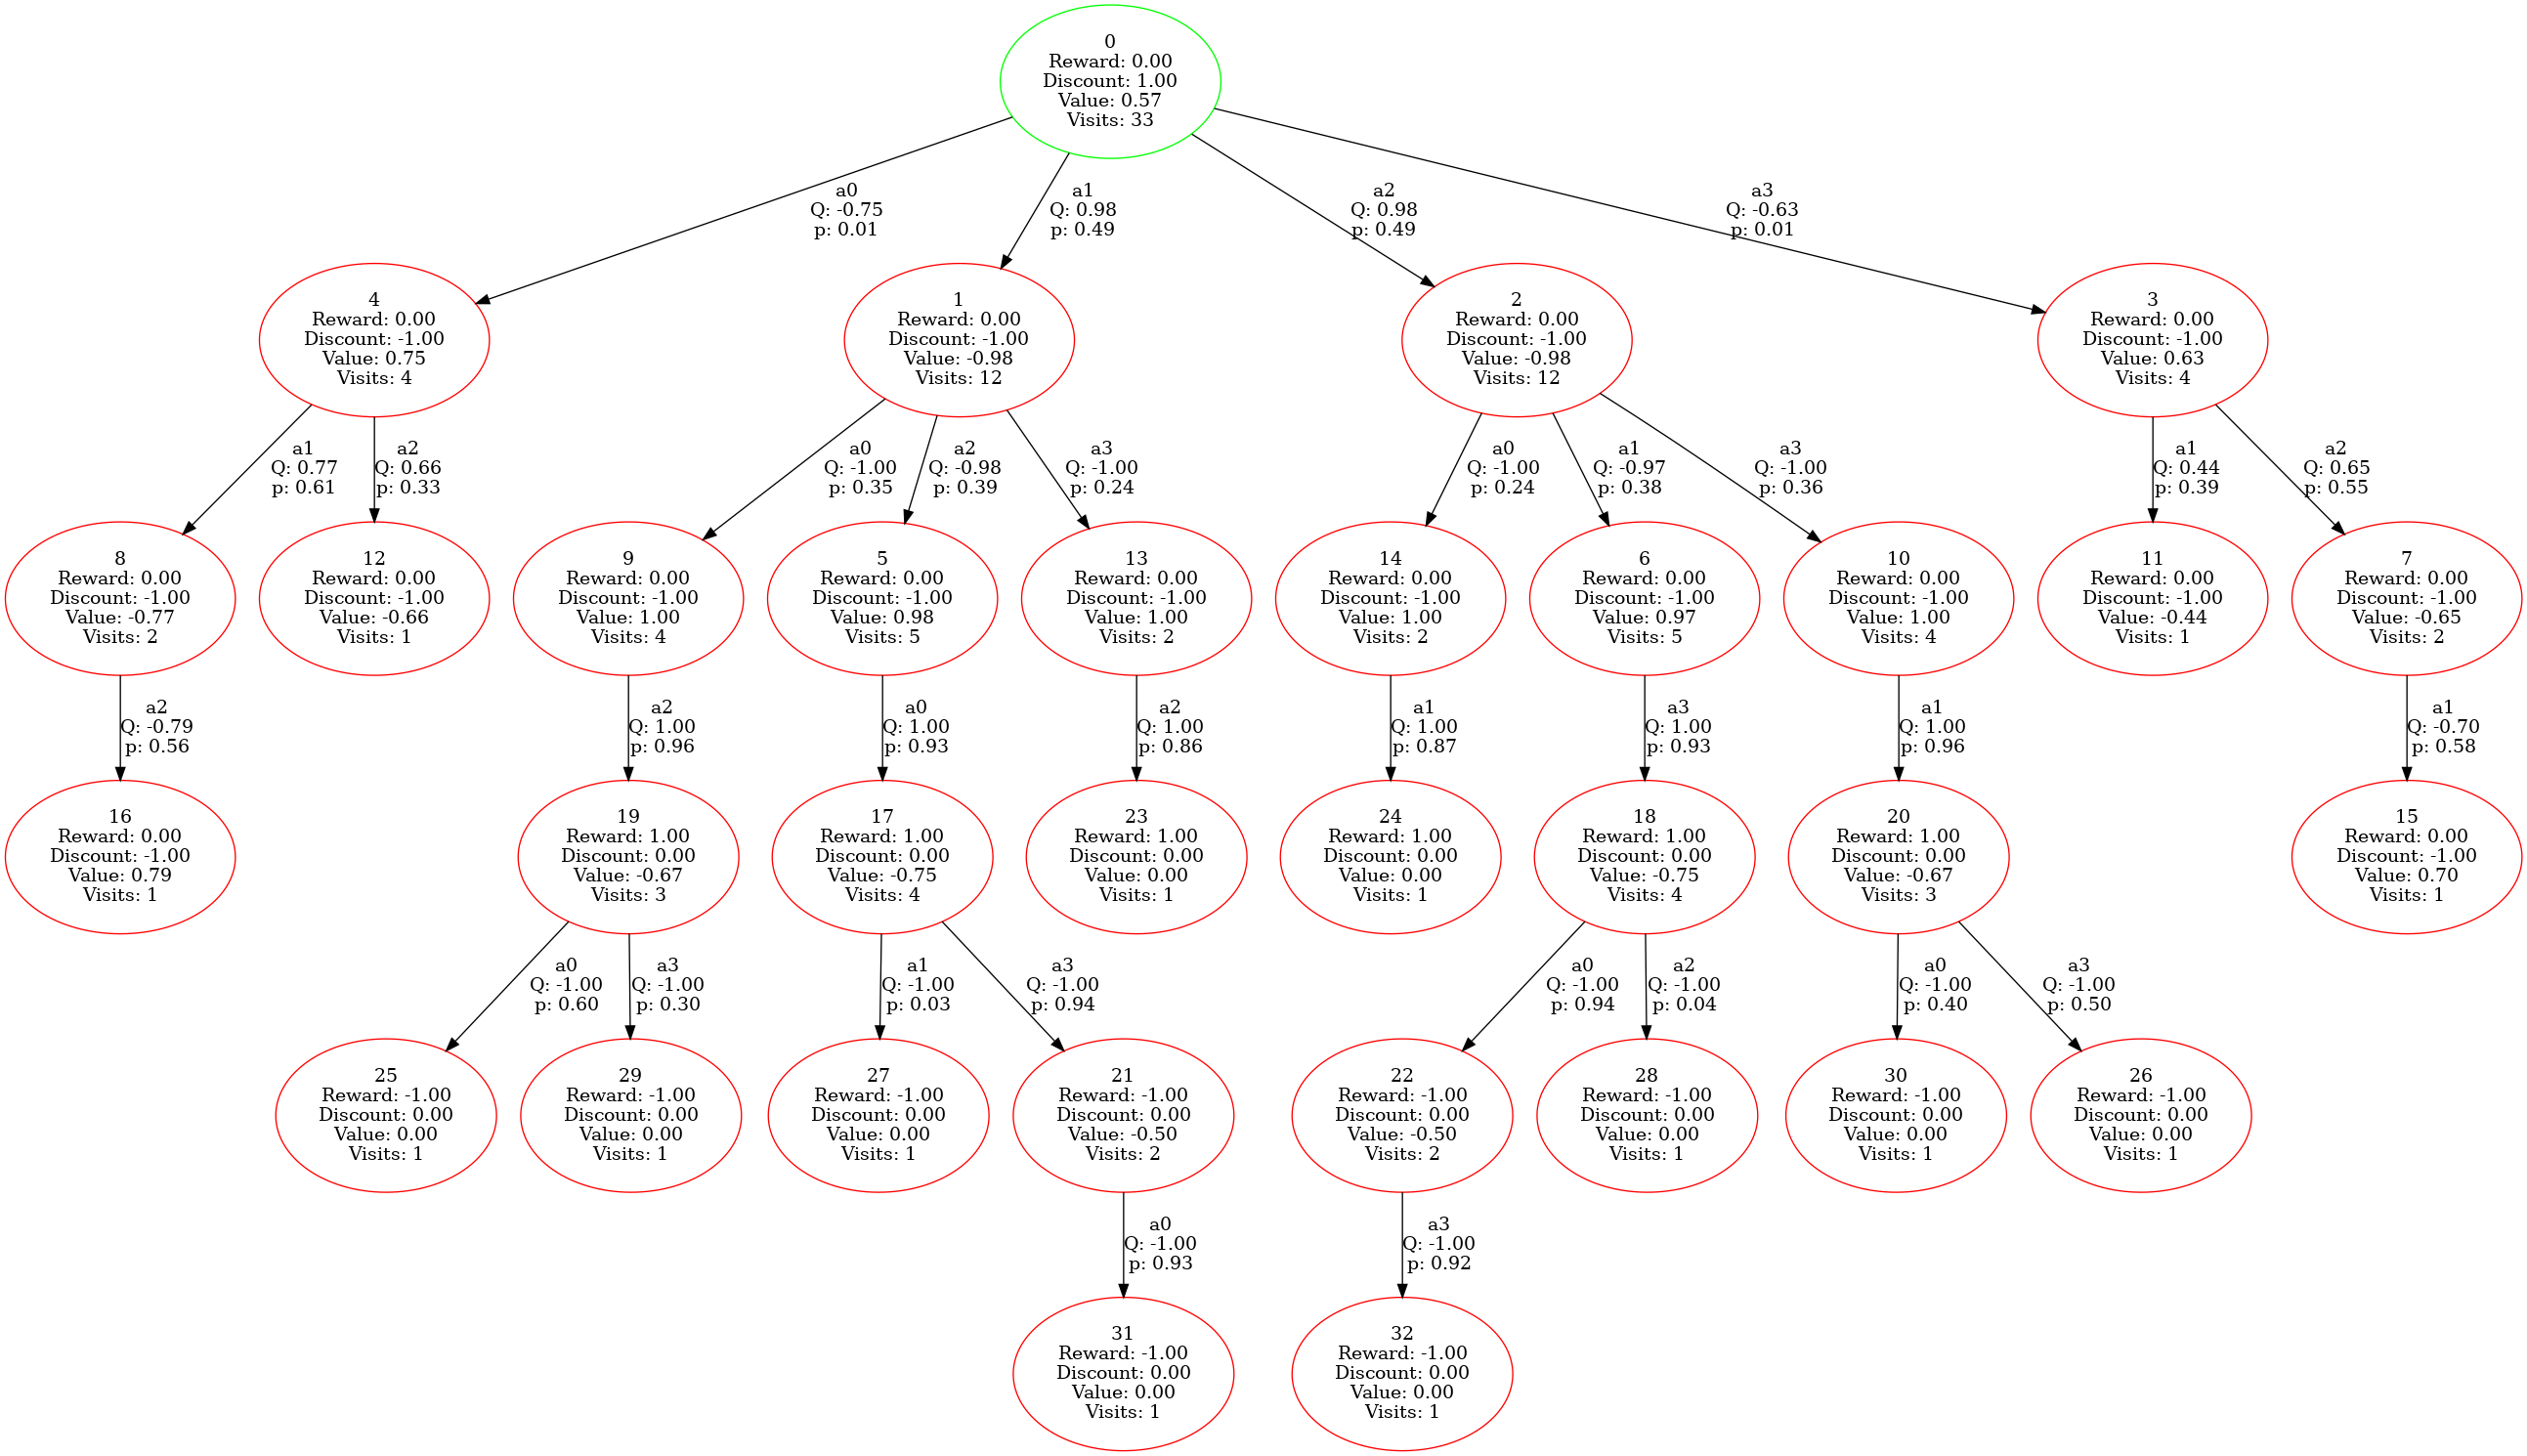 0
Reward: 0.00
Discount: 1.00
Value: 0.57
Visits: 33
a0
Q: -0.75
p: 0.01
a1
Q: 0.98
p: 0.49
a2
Q: 0.98
p: 0.49
a3
Q: -0.63
p: 0.01
4
Reward: 0.00
Discount: -1.00
Value: 0.75
Visits: 4
1
Reward: 0.00
Discount: -1.00
Value: -0.98
Visits: 12
2
Reward: 0.00
Discount: -1.00
Value: -0.98
Visits: 12
3
Reward: 0.00
Discount: -1.00
Value: 0.63
Visits: 4
a1
Q: 0.77
p: 0.61
a2
Q: 0.66
p: 0.33
a0
Q: -1.00
p: 0.35
a2
Q: -0.98
p: 0.39
a3
Q: -1.00
p: 0.24
a0
Q: -1.00
p: 0.24
a1
Q: -0.97
p: 0.38
a3
Q: -1.00
p: 0.36
a1
Q: 0.44
p: 0.39
a2
Q: 0.65
p: 0.55
8
Reward: 0.00
Discount: -1.00
Value: -0.77
Visits: 2
12
Reward: 0.00
Discount: -1.00
Value: -0.66
Visits: 1
9
Reward: 0.00
Discount: -1.00
Value: 1.00
Visits: 4
5
Reward: 0.00
Discount: -1.00
Value: 0.98
Visits: 5
13
Reward: 0.00
Discount: -1.00
Value: 1.00
Visits: 2
14
Reward: 0.00
Discount: -1.00
Value: 1.00
Visits: 2
6
Reward: 0.00
Discount: -1.00
Value: 0.97
Visits: 5
10
Reward: 0.00
Discount: -1.00
Value: 1.00
Visits: 4
11
Reward: 0.00
Discount: -1.00
Value: -0.44
Visits: 1
7
Reward: 0.00
Discount: -1.00
Value: -0.65
Visits: 2
a2
Q: -0.79
p: 0.56
a2
Q: 1.00
p: 0.96
a0
Q: 1.00
p: 0.93
a2
Q: 1.00
p: 0.86
a1
Q: 1.00
p: 0.87
a3
Q: 1.00
p: 0.93
a1
Q: 1.00
p: 0.96
a1
Q: -0.70
p: 0.58
16
Reward: 0.00
Discount: -1.00
Value: 0.79
Visits: 1
19
Reward: 1.00
Discount: 0.00
Value: -0.67
Visits: 3
17
Reward: 1.00
Discount: 0.00
Value: -0.75
Visits: 4
23
Reward: 1.00
Discount: 0.00
Value: 0.00
Visits: 1
24
Reward: 1.00
Discount: 0.00
Value: 0.00
Visits: 1
18
Reward: 1.00
Discount: 0.00
Value: -0.75
Visits: 4
20
Reward: 1.00
Discount: 0.00
Value: -0.67
Visits: 3
15
Reward: 0.00
Discount: -1.00
Value: 0.70
Visits: 1
a0
Q: -1.00
p: 0.60
a3
Q: -1.00
p: 0.30
a1
Q: -1.00
p: 0.03
a3
Q: -1.00
p: 0.94
a0
Q: -1.00
p: 0.94
a2
Q: -1.00
p: 0.04
a0
Q: -1.00
p: 0.40
a3
Q: -1.00
p: 0.50
25
Reward: -1.00
Discount: 0.00
Value: 0.00
Visits: 1
29
Reward: -1.00
Discount: 0.00
Value: 0.00
Visits: 1
27
Reward: -1.00
Discount: 0.00
Value: 0.00
Visits: 1
21
Reward: -1.00
Discount: 0.00
Value: -0.50
Visits: 2
22
Reward: -1.00
Discount: 0.00
Value: -0.50
Visits: 2
28
Reward: -1.00
Discount: 0.00
Value: 0.00
Visits: 1
30
Reward: -1.00
Discount: 0.00
Value: 0.00
Visits: 1
26
Reward: -1.00
Discount: 0.00
Value: 0.00
Visits: 1
a0
Q: -1.00
p: 0.93
a3
Q: -1.00
p: 0.92
31
Reward: -1.00
Discount: 0.00
Value: 0.00
Visits: 1
32
Reward: -1.00
Discount: 0.00
Value: 0.00
Visits: 1